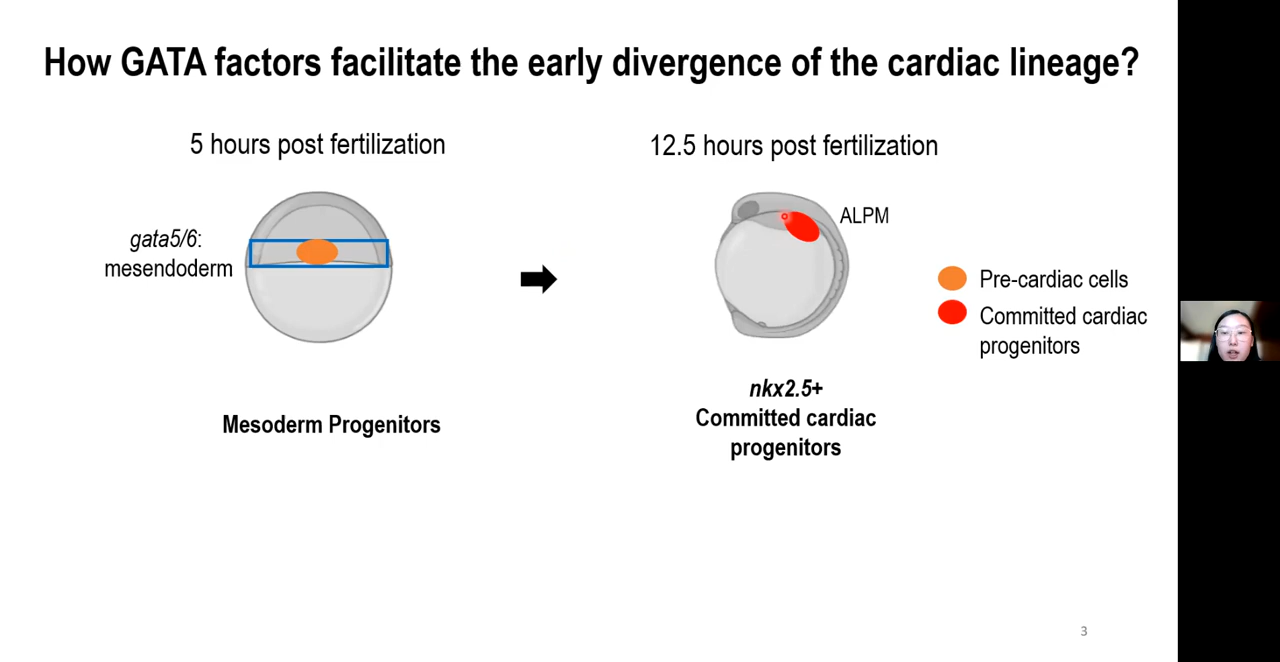 How GATA factors facilitate the early divergence of the cardiac lineage?
5 hours post fertilization
12.5 hours post fertilization
gata5/6:
mesendoderm
ALPM
Pre-cardiac cells
Committed cardiac
progenitors
Mesoderm Progenitors
nkx2.5+
Committed cardiac
progenitors
3